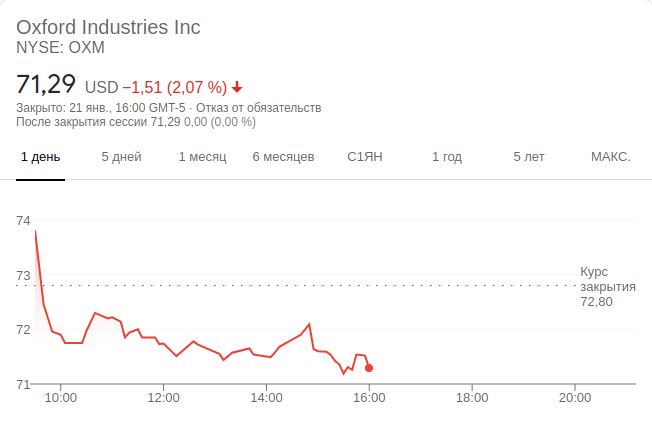 Oxford Industries Inc
NYSE: OXM
71,29 USD −1,51 (2,07 %)
Закрыто: 21 янв., 16:00 GMT-5 · Отказ от обязательств
После закрытия сессии 71,29 0,00 (0,00 %)
1 день 5 дней 1 месяц 6 месяцев С1ЯН 1 год 5 лет МАКС.
74
73
72
71
Курс
закрытия
72,80
10:00 12:00 14:00 16:00 18:00 20:00